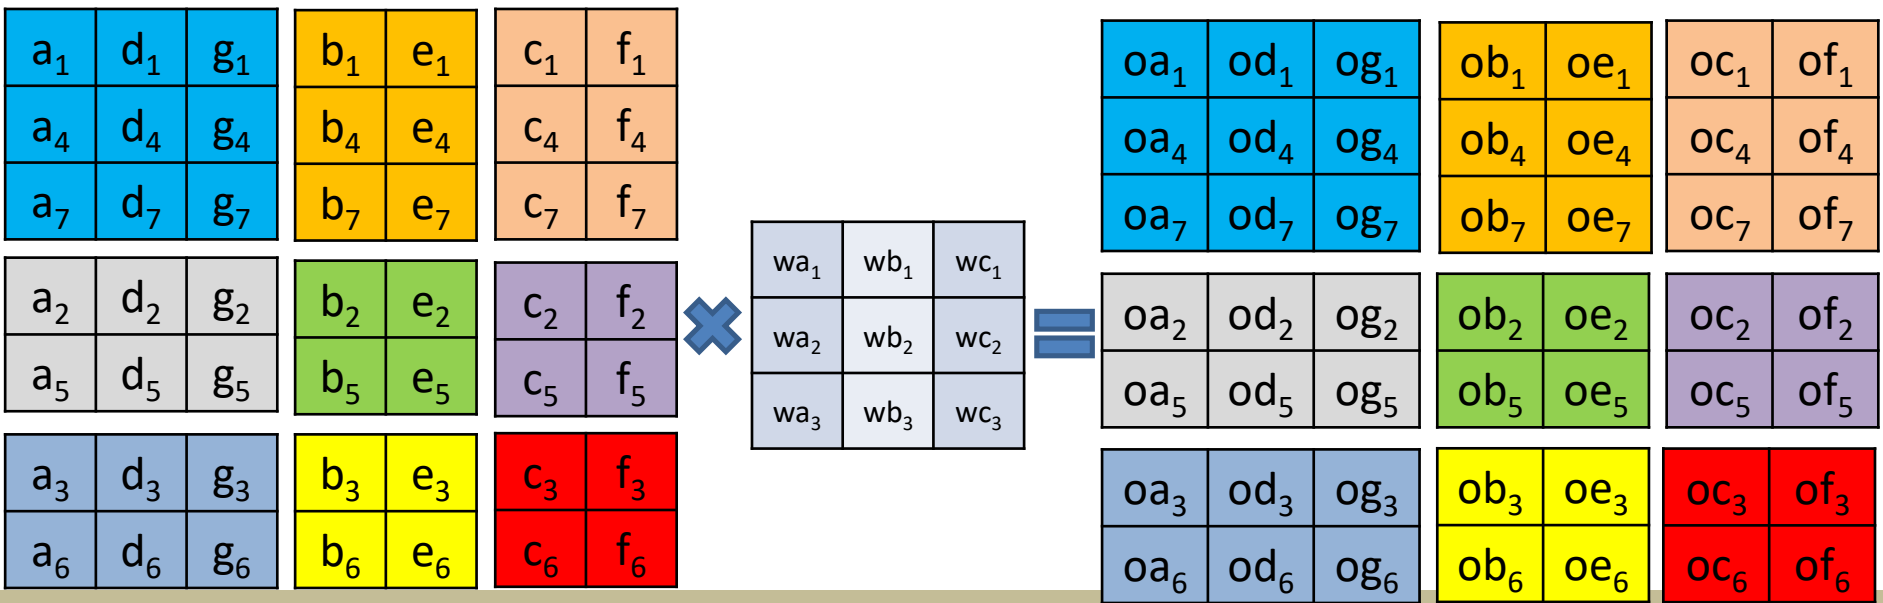 a₁ d₁ g₁ b₁ e₁ c₁ f₁
a₄ d₄ g₄ b₄ e₄ c₄ f₄
a₇ d₇ g₇ b₇ e₇ c₇ f₇
a₂ d₂ g₂ b₂ e₂ c₂ f₂
a₅ d₅ g₅ b₅ e₅ c₅ f₅
a₃ d₃ g₃ b₃ e₃ c₃ f₃
a₆ d₆ g₆ b₆ e₆ c₆ f₆
wa₁ wb₁ wc₁
wa₂ wb₂ wc₂
wa₃ wb₃ wc₃
oa₁ od₁ og₁ ob₁ oe₁ oc₁ of₁
oa₄ od₄ og₄ ob₄ oe₄ oc₄ of₄
oa₇ od₇ og₇ ob₇ oe₇ oc₇ of₇
oa₂ od₂ og₂ ob₂ oe₂ oc₂ of₂
oa₅ od₅ og₅ ob₅ oe₅ oc₅ of₅
oa₃ od₃ og₃ ob₃ oe₃ oc₃ of₃
oa₆ od₆ og₆ ob₆ oe₆ oc₆ of₆